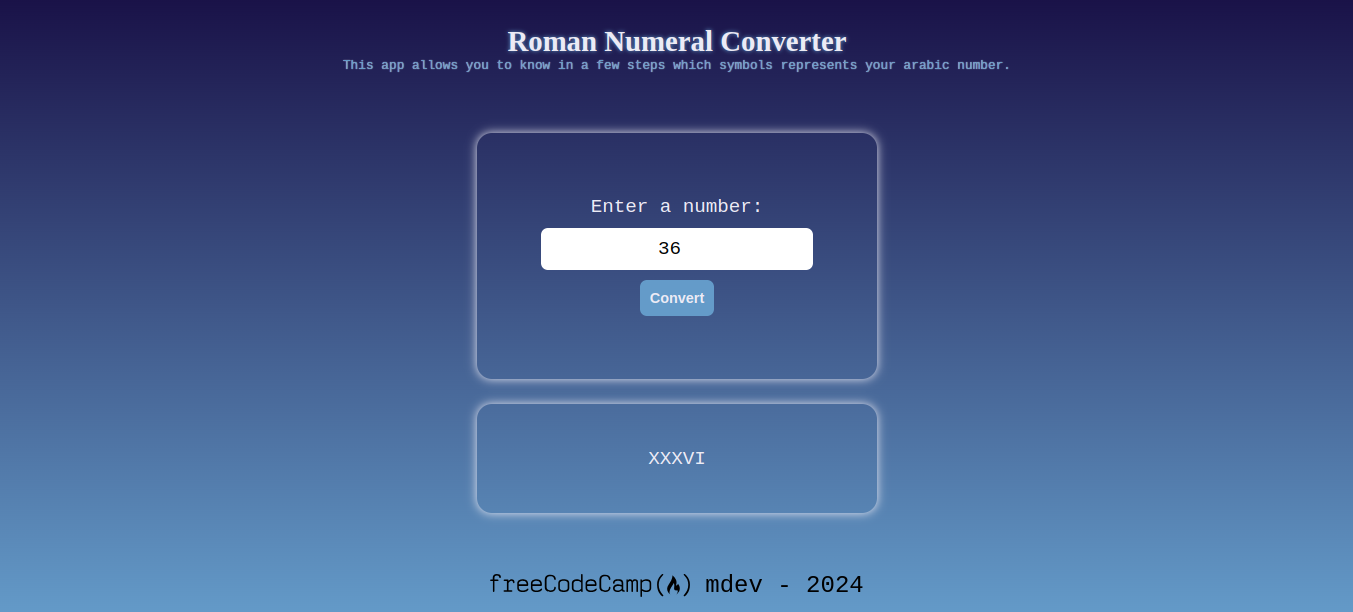 Roman Numeral Converter
This app allows you to know in a few steps which symbols represents your arabic number.
Enter a number:
36
Convert
XXXVI
freeCodeCamp mdev - 2024